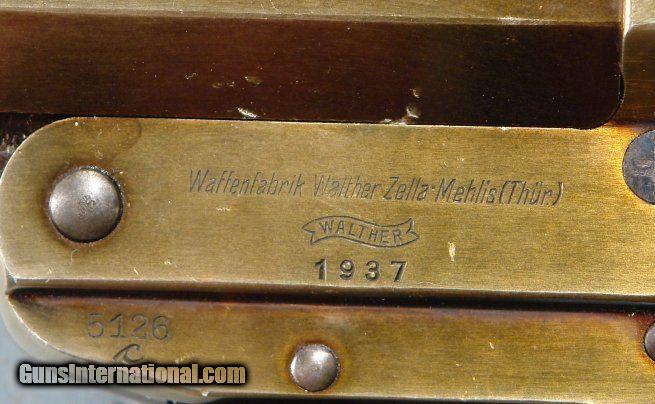 Waffenfabrik Walther Zella-Mehlis (Thür.)
WALTHER
1937
5126
GunsInternational.com